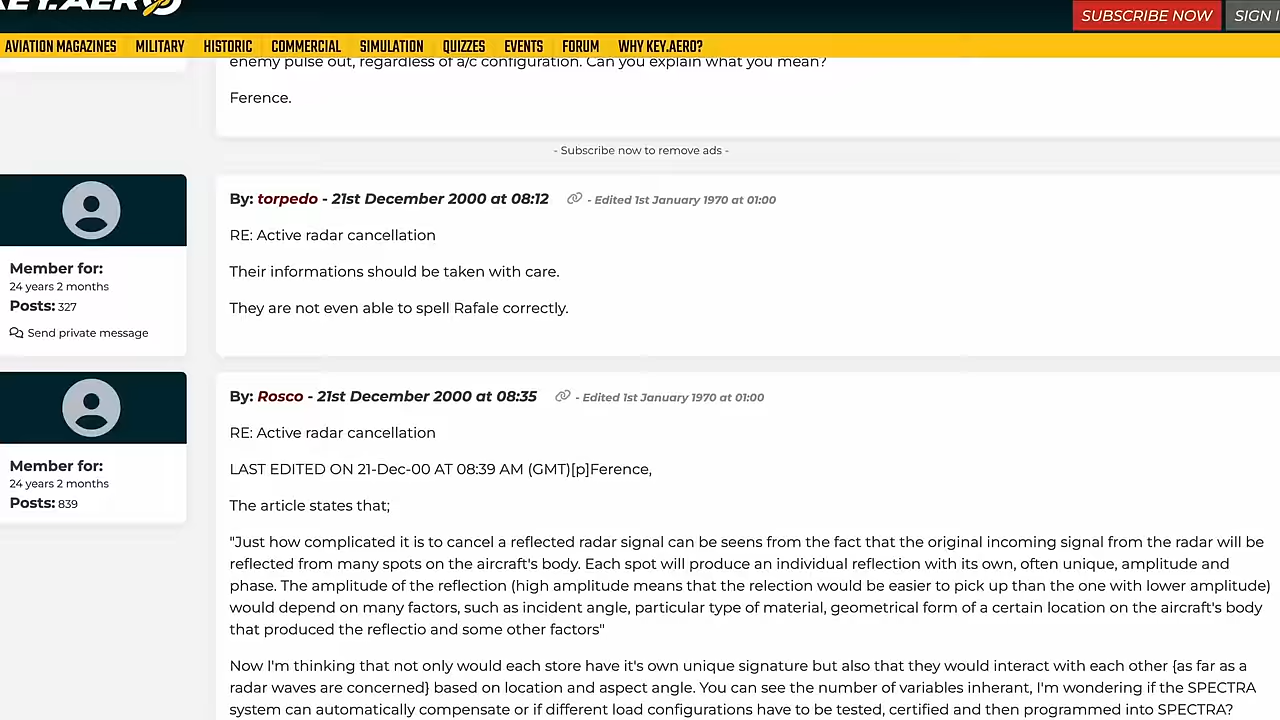 KEY.AERO
SUBSCRIBE NOW
SIGN I
AVIATION MAGAZINES MILITARY HISTORIC COMMERCIAL SIMULATION QUIZZES EVENTS FORUM WHY KEY.AERO?
enemy pulse out, regardless of a/c configuration. Can you explain what you mean?
Ference.
- Subscribe now to remove ads -
Member for:
24 years 2 months
Posts: 327
Send private message
By: torpedo - 21st December 2000 at 08:12 - Edited 1st January 1970 at 01:00
RE: Active radar cancellation
Their informations should be taken with care.
They are not even able to spell Rafale correctly.
Member for:
24 years 2 months
Posts: 839
By: Rosco - 21st December 2000 at 08:35 - Edited 1st January 1970 at 01:00
RE: Active radar cancellation
LAST EDITED ON 21-Dec-00 AT 08:39 AM (GMT)[p]Ference,
The article states that;
"Just how complicated it is to cancel a reflected radar signal can be seens from the fact that the original incoming signal from the radar will be
reflected from many spots on the aircraft's body. Each spot will produce an individual reflection with its own, often unique, amplitude and
phase. The amplitude of the reflection (high amplitude means that the relection would be easier to pick up than the one with lower amplitude)
would depend on many factors, such as incident angle, particular type of material, geometrical form of a certain location on the aircraft's body
that produced the reflectio and some other factors"
Now I'm thinking that not only would each store have it's own unique signature but also that they would interact with each other {as far as a
radar waves are concerned} based on location and aspect angle. You can see the number of variables inherant, I'm wondering if the SPECTRA
system can automatically compensate or if different load configurations have to be tested, certified and then programmed into SPECTRA?